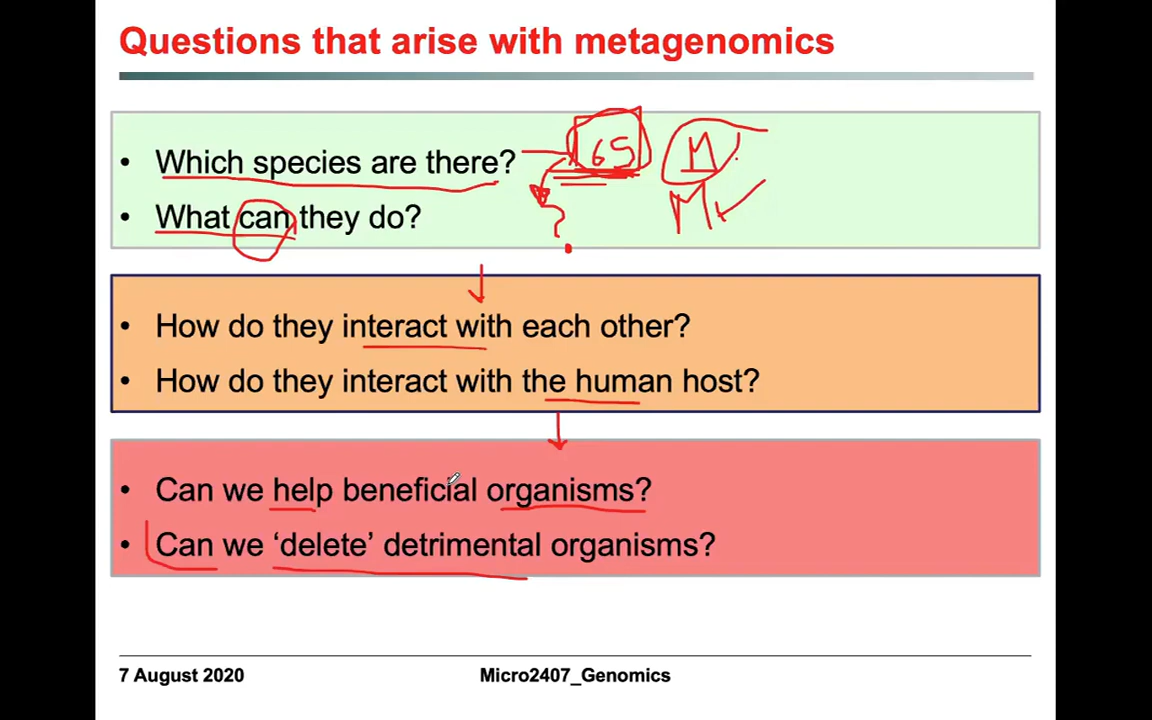 Questions that arise with metagenomics
• Which species are there?
65 M
• What can they do?
?
M
• How do they interact with each other?
• How do they interact with the human host?
• Can we help beneficial organisms?
• Can we ‘delete’ detrimental organisms?
7 August 2020 Micro2407_Genomics